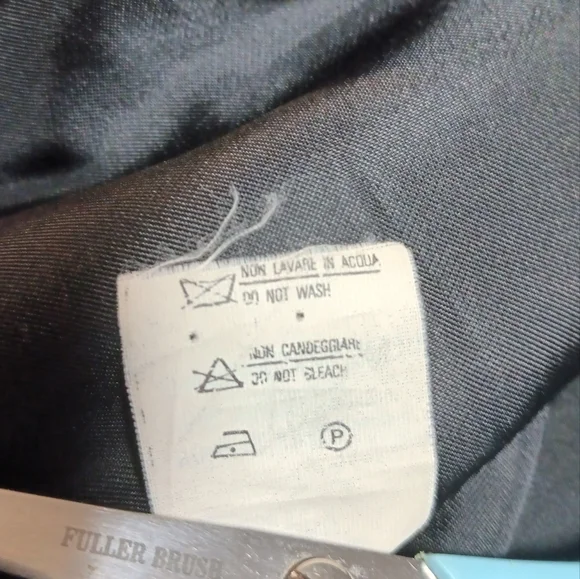 NON LAVARE IN ACQUA
DO NOT WASH
NON CANDEGGIARE
DO NOT BLEACH
P
FULLER BRUSH